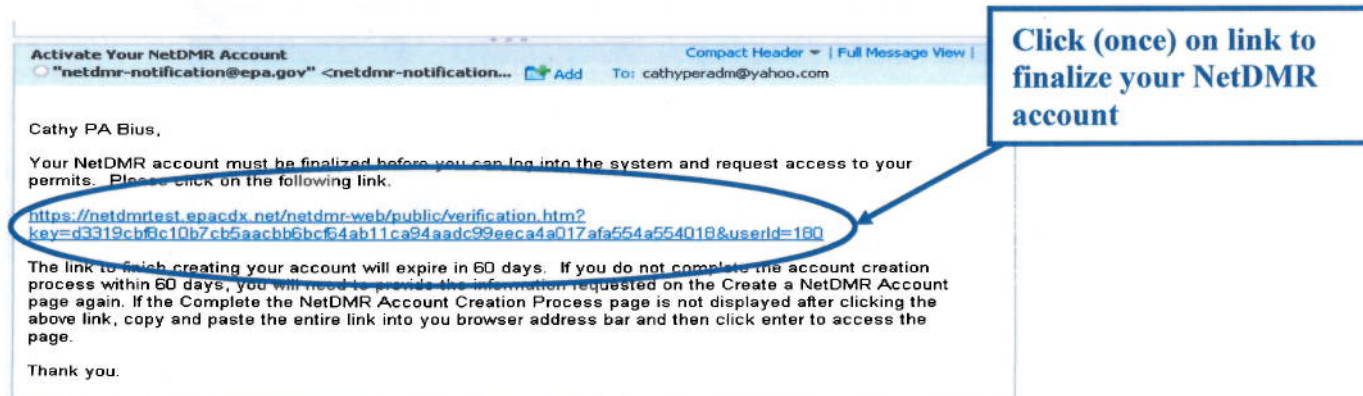 Activate Your NetDMR Account
Compact Header | Full Message View |
"netdmr-notification@epa.gov" <netdmr-notification... Add To: cathyperadm@yahoo.com
Click (once) on link to
finalize your NetDMR
account
Cathy PA Bius,
Your NetDMR account must be finalized before you can log into the system and request access to your
permits. Please click on the following link.
https://netdmrtest.epacdx.net/netdmr-web/public/verification.htm?
key=d3319cbf8c10b7cb5aacbb6bcf64ab11ca94aadc99eeca4a017afa554a554018&userId=180
The link to finish creating your account will expire in 60 days. If you do not complete the account creation
process within 60 days, you will need to provide the information requested on the Create a NetDMR Account
page again. If the Complete the NetDMR Account Creation Process page is not displayed after clicking the
above link, copy and paste the entire link into you browser address bar and then click enter to access the
page.
Thank you.